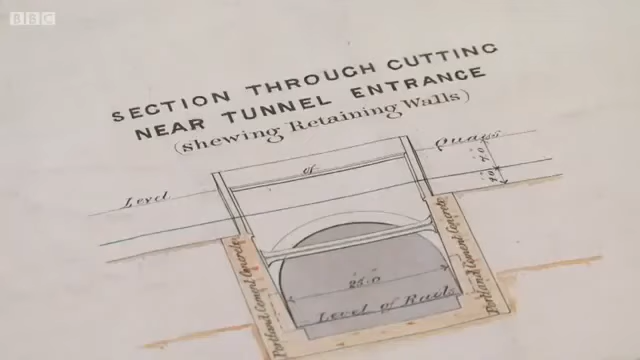 BBC
SECTION THROUGH CUTTING
NEAR TUNNEL ENTRANCE
(shewing Retaining Walls)
Level of Quays
Portland Cement Concrete
25.0
Level of Rails
Portland Cement Concrete